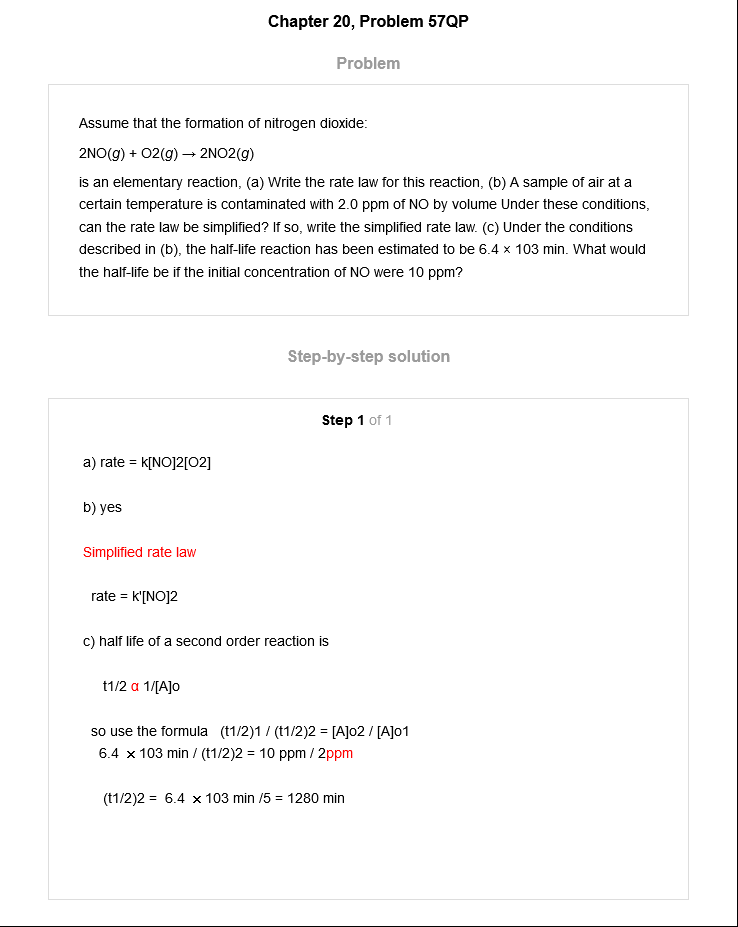 Chapter 20, Problem 57QP
Problem
Assume that the formation of nitrogen dioxide:
2NO(g) + O2(g) → 2NO2(g)
is an elementary reaction, (a) Write the rate law for this reaction, (b) A sample of air at a
certain temperature is contaminated with 2.0 ppm of NO by volume Under these conditions,
can the rate law be simplified? If so, write the simplified rate law. (c) Under the conditions
described in (b), the half-life reaction has been estimated to be 6.4 × 103 min. What would
the half-life be if the initial concentration of NO were 10 ppm?
Step-by-step solution
Step 1 of 1
a) rate = k[NO]2[O2]
b) yes
Simplified rate law
rate = k'[NO]2
c) half life of a second order reaction is
t1/2 α 1/[A]o
so use the formula (t1/2)1 / (t1/2)2 = [A]o2 / [A]o1
6.4 × 103 min / (t1/2)2 = 10 ppm / 2ppm
(t1/2)2 = 6.4 × 103 min /5 = 1280 min